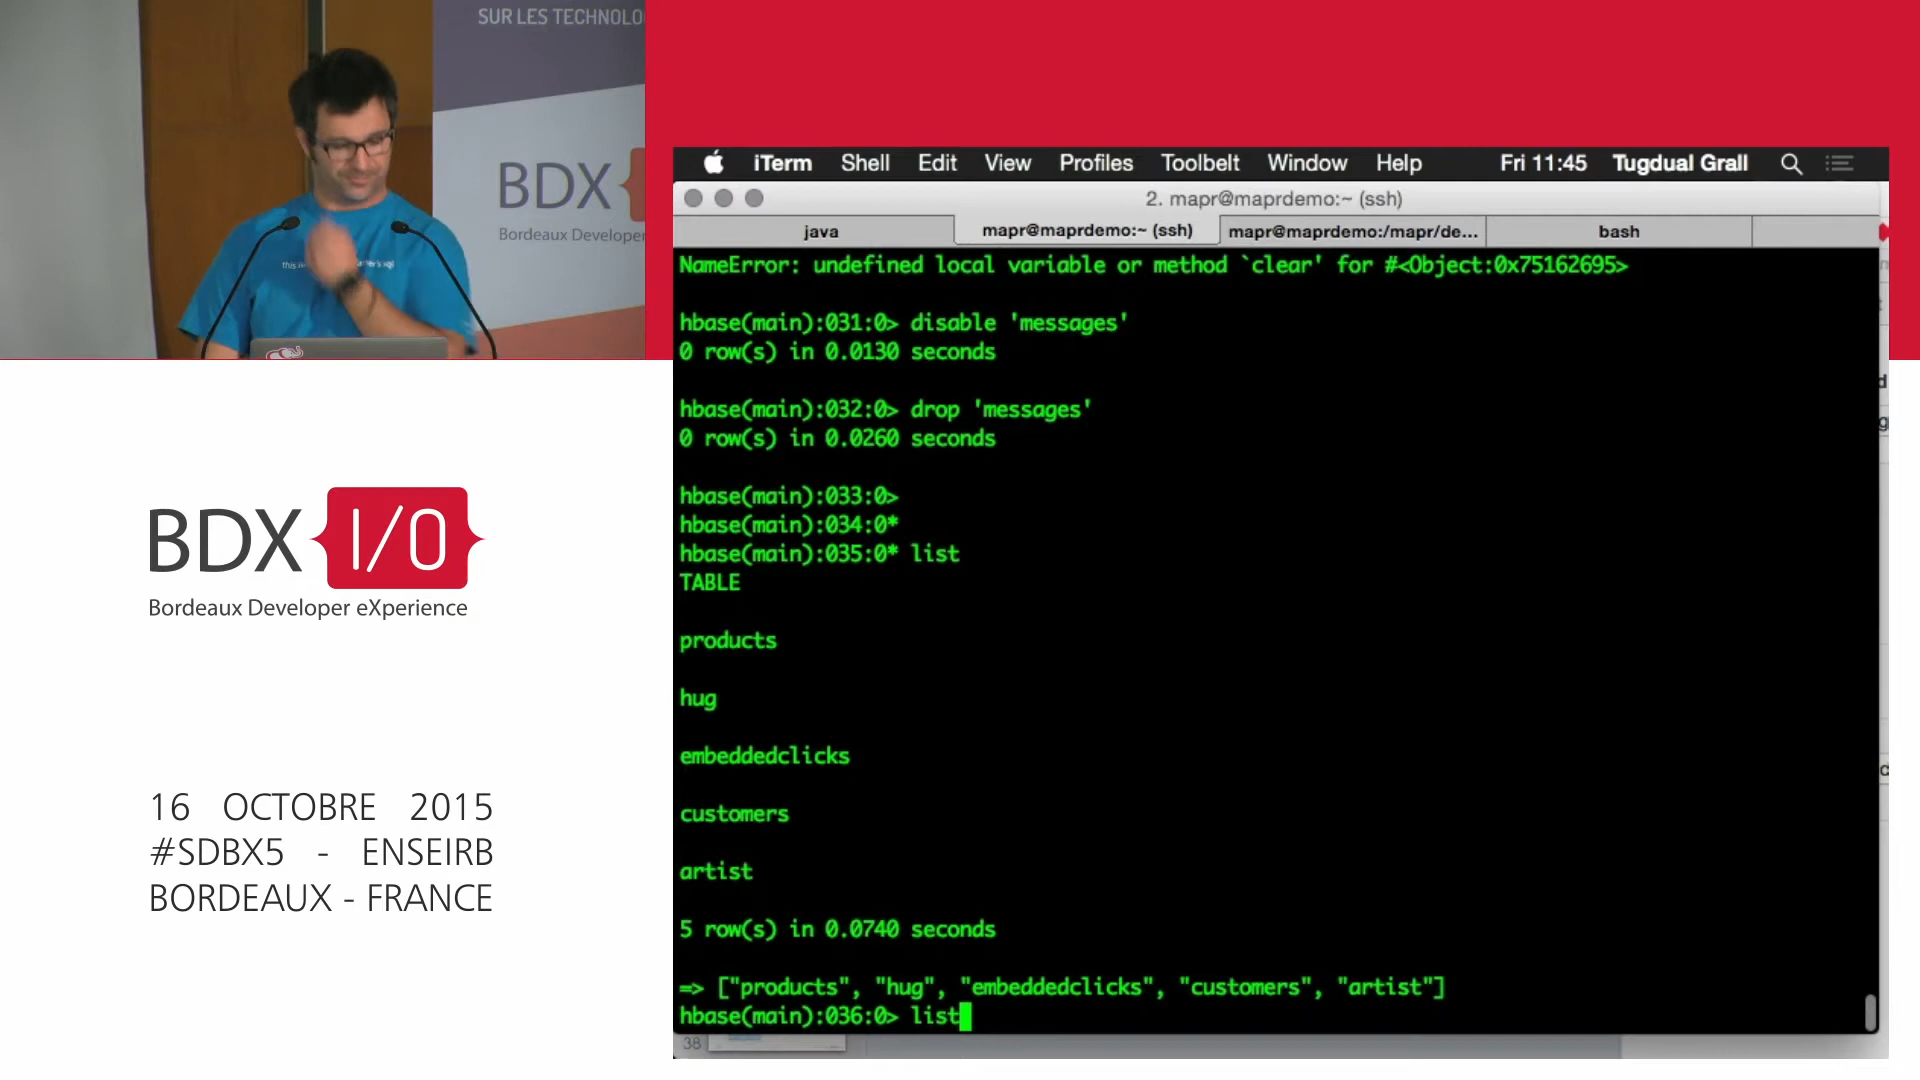 SUR LES TECHNOLO
BDX
Bordeaux Developer
BDX I/O
Bordeaux Developer eXperience
16 OCTOBRE 2015
#SDBX5 - ENSEIRB
BORDEAUX - FRANCE
iTerm Shell Edit View Profiles Toolbelt Window Help Fri 11:45 Tugdual Grall
2. mapr@maprdemo:~ (ssh)
java mapr@maprdemo:~ (ssh) mapr@maprdemo:/mapr/de... bash
NameError: undefined local variable or method `clear' for #<Object:0x75162695>
hbase(main):031:0> disable 'messages'
0 row(s) in 0.0130 seconds
hbase(main):032:0> drop 'messages'
0 row(s) in 0.0260 seconds
hbase(main):033:0>
hbase(main):034:0*
hbase(main):035:0* list
TABLE
products
hug
embeddedclicks
customers
artist
5 row(s) in 0.0740 seconds
=> ["products", "hug", "embeddedclicks", "customers", "artist"]
hbase(main):036:0> list
38